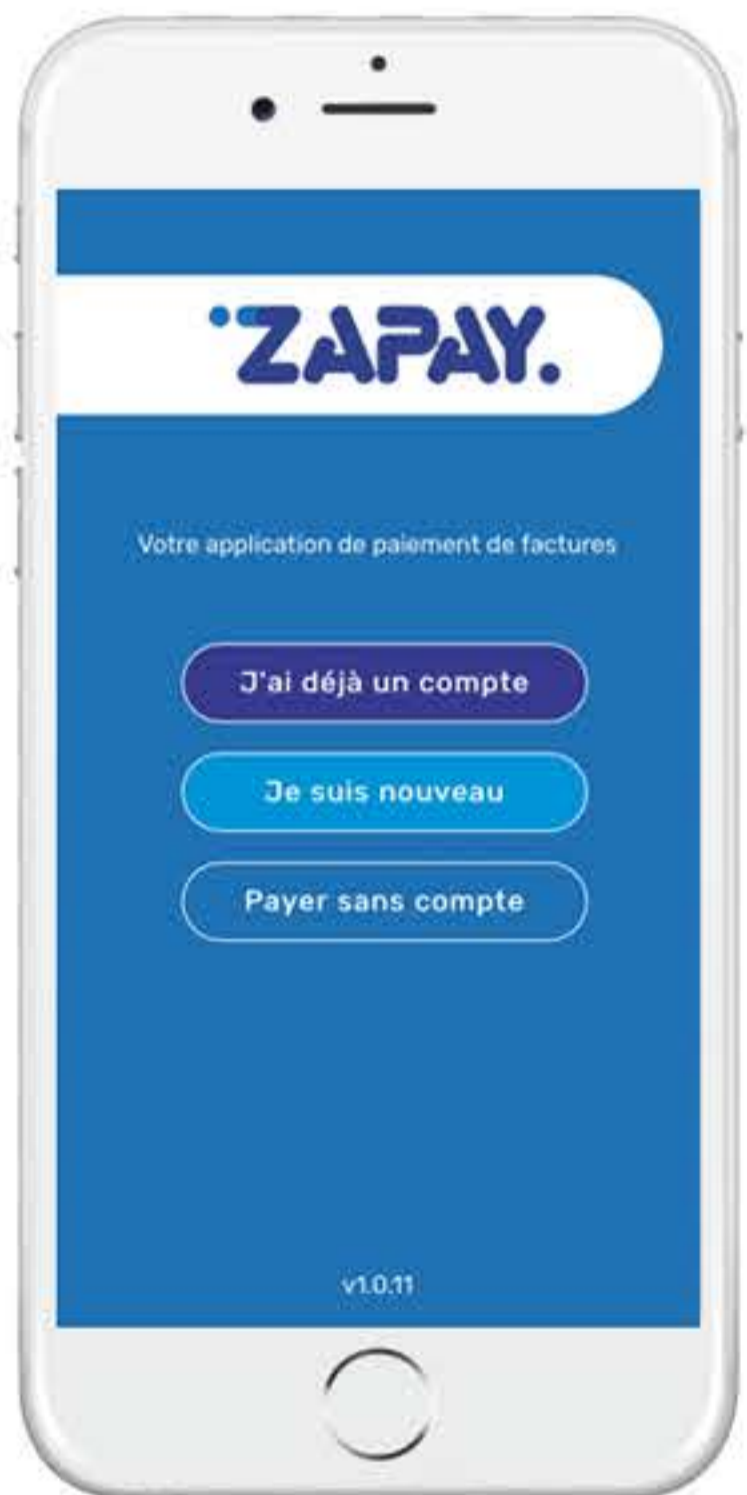 ZAPAY.
Votre application de paiement de factures
J'ai déjà un compte
Je suis nouveau
Payer sans compte
v1.0.11